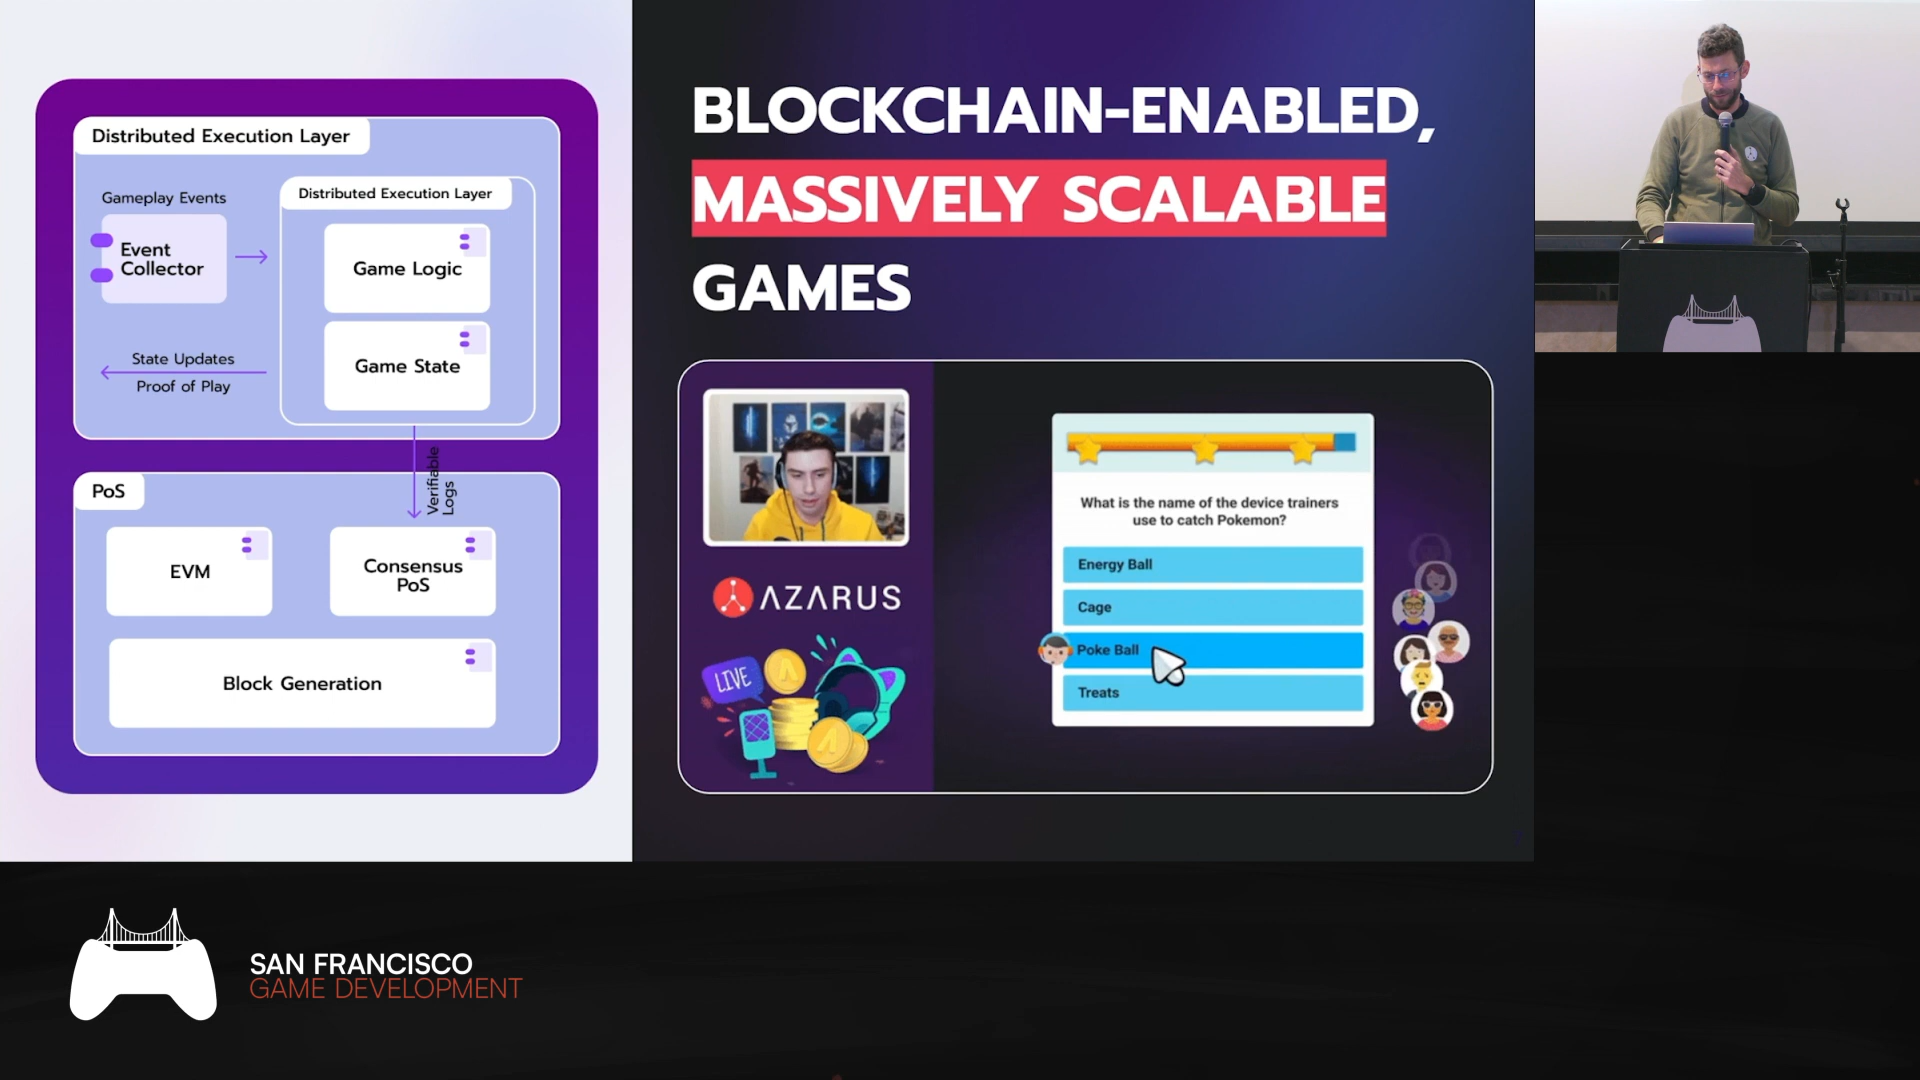 Distributed Execution Layer
Gameplay Events
Event
Collector
Distributed Execution Layer
Game Logic
Game State
State Updates
Proof of Play
Verifiable
Logs
PoS
EVM
Consensus
PoS
Block Generation
BLOCKCHAIN-ENABLED,
MASSIVELY SCALABLE
GAMES
AZARUS
LIVE
What is the name of the device trainers
use to catch Pokemon?
Energy Ball
Cage
Poke Ball
Treats
SAN FRANCISCO
GAME DEVELOPMENT